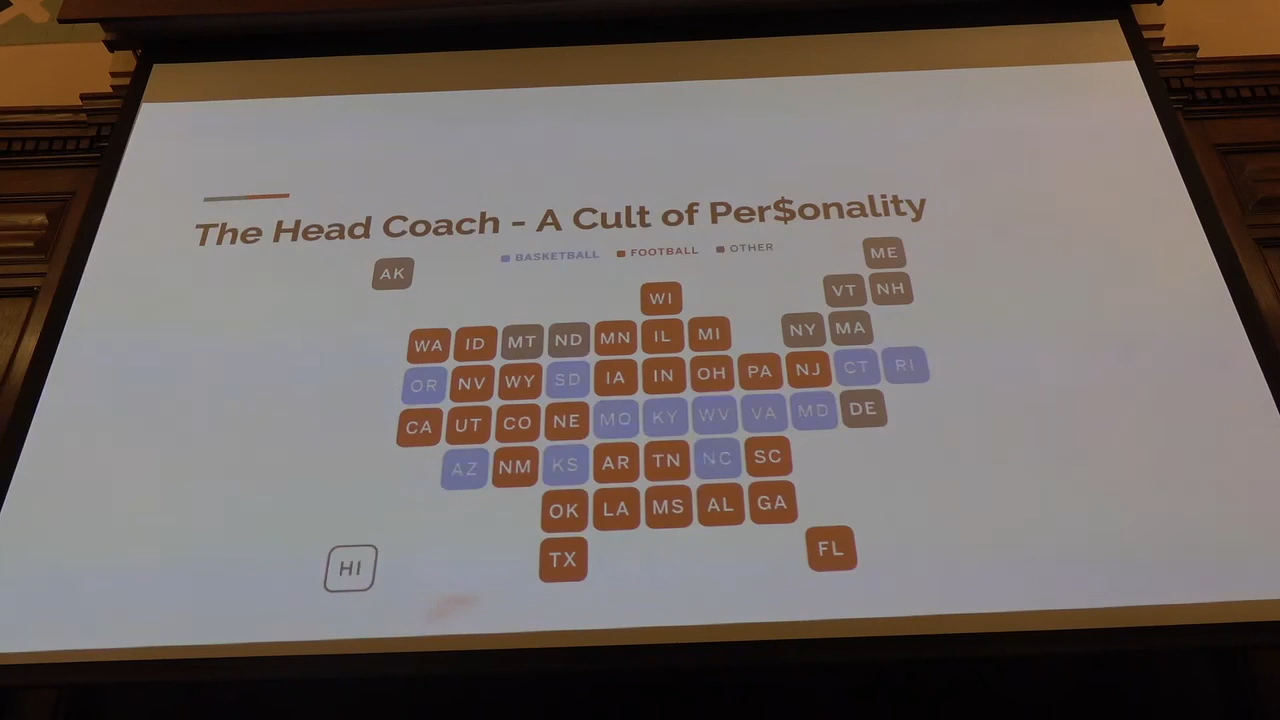 The Head Coach - A Cult of Per$onality
BASKETBALL FOOTBALL OTHER
AK ME
WI VT NH
WA ID MT ND MN IL MI NY MA
OR NV WY SD IA IN OH PA NJ CT RI
CA UT CO NE MO KY WV VA MD DE
AZ NM KS AR TN NC SC
OK LA MS AL GA
HI TX FL